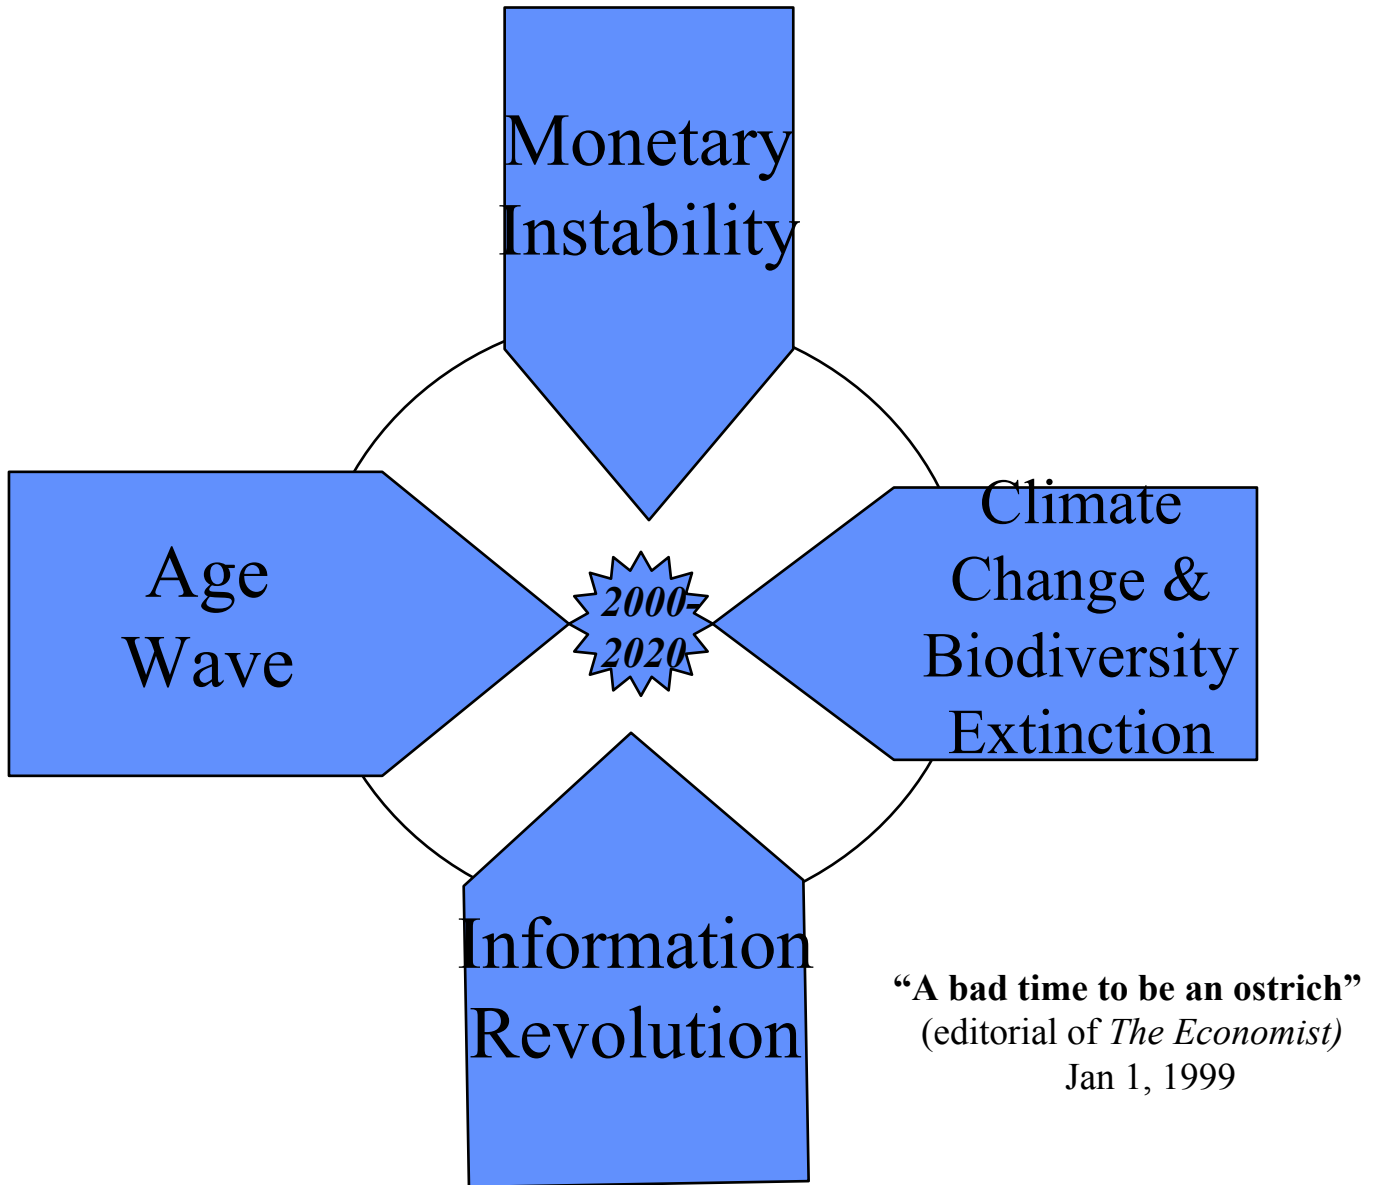 Monetary
Instability
Age
Wave
2000-
2020
Climate
Change &
Biodiversity
Extinction
Information
Revolution
“A bad time to be an ostrich”
(editorial of The Economist)
Jan 1, 1999